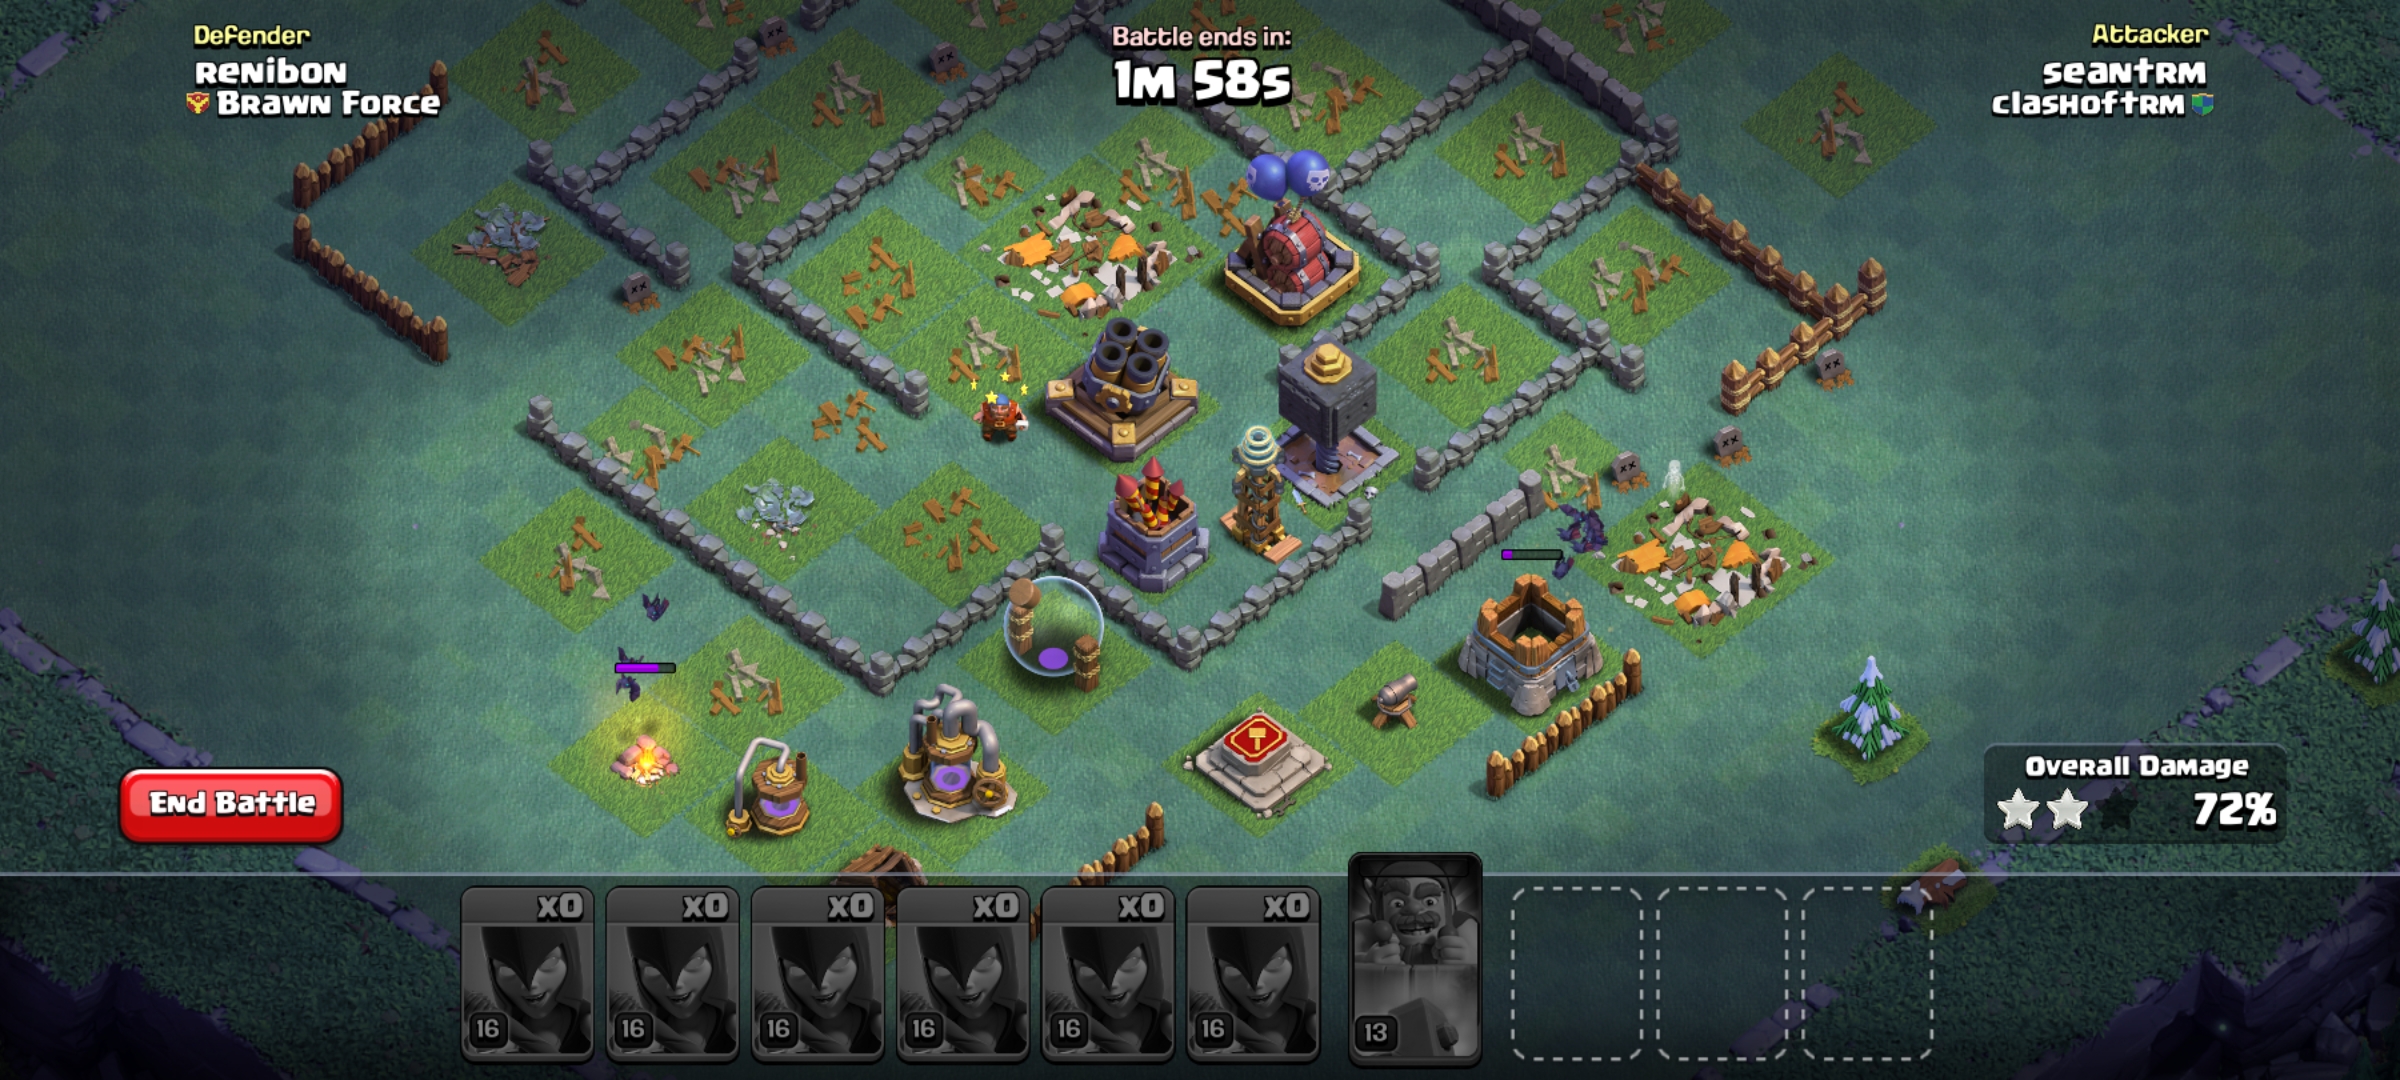 Defender
RENIBON
BRAWN FORCE
Battle ends in:
1M 58s
Attacker
seantRM
clashoftRM
End Battle
Overall Damage
72%
x0
x0
x0
x0
x0
x0
16
16
16
16
16
16
13